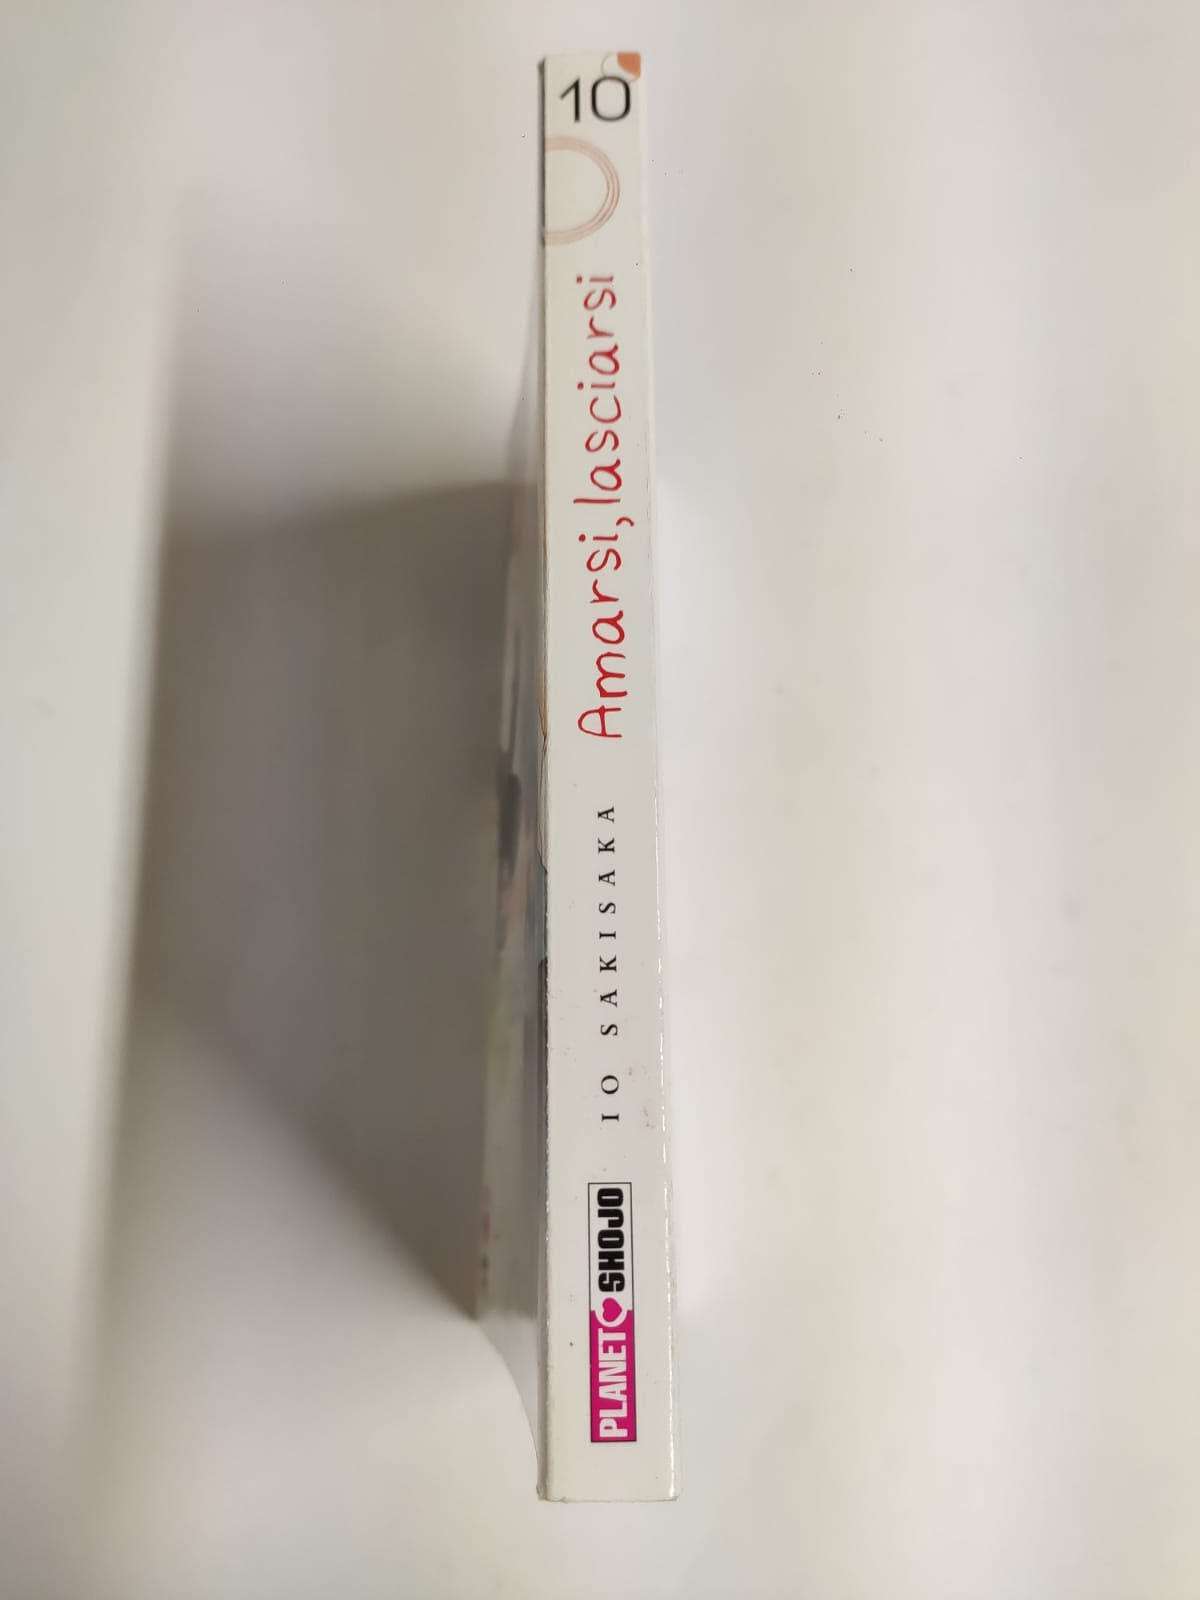 10
Amarsi, lasciarsi
IO SAKISAKA
PLANET SHOJO